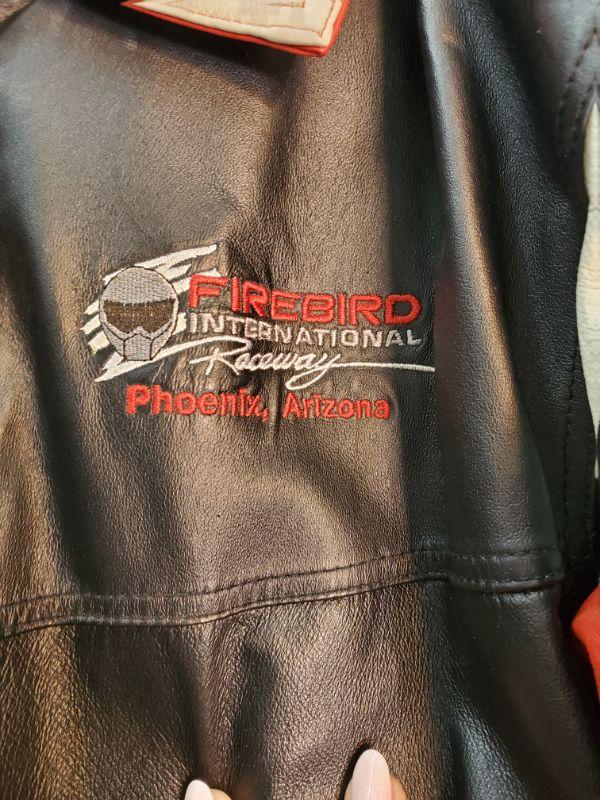 FIREBIRD
INTERNATIONAL
Raceway
Phoenix, Arizona